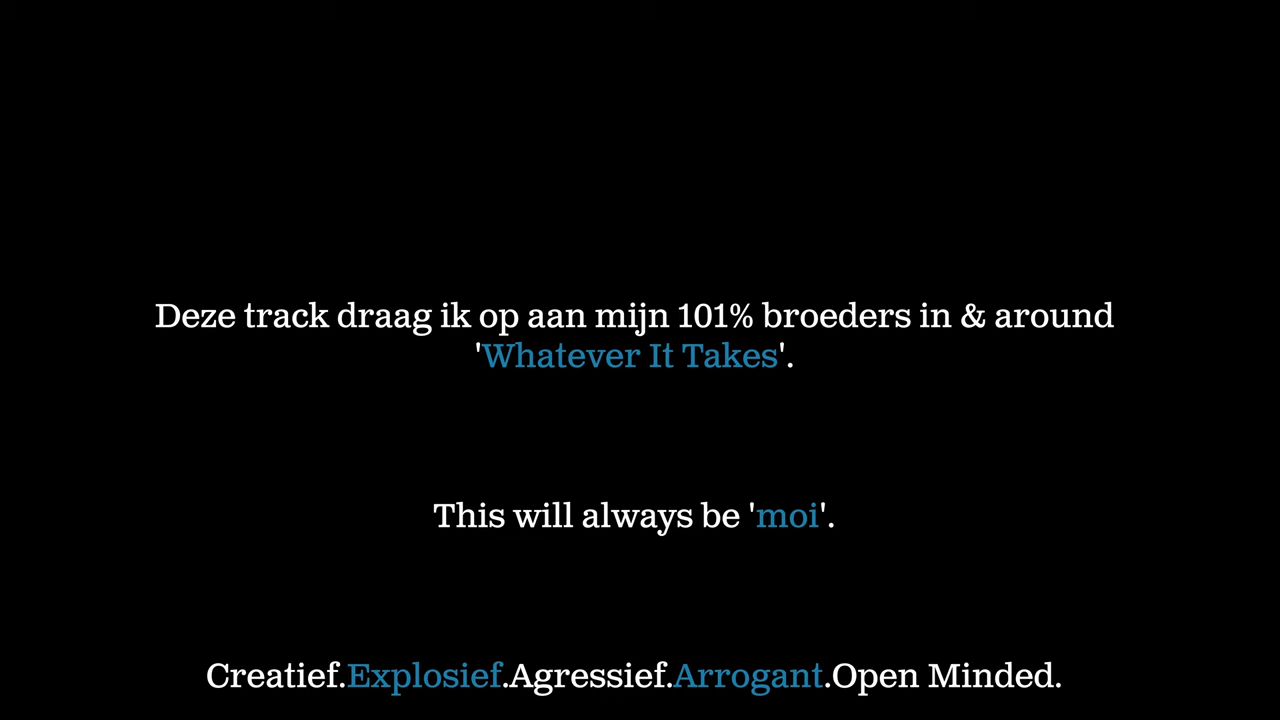 Deze track draag ik op aan mijn 101% broeders in & around
'Whatever It Takes'.
This will always be 'moi'.
Creatief.Explosief.Agressief.Arrogant.Open Minded.